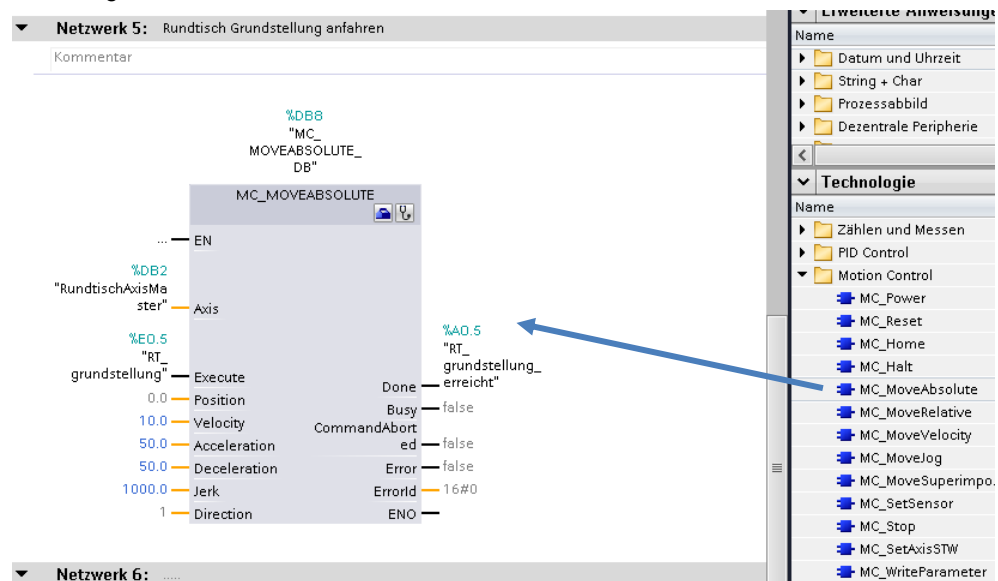 Netzwerk 5: Rundtisch Grundstellung anfahren
Kommentar
%DB8
"MC_
MOVEABSOLUTE_
DB"
MC_MOVEABSOLUTE
... EN
%DB2
"RundtischAxisMa
ster" Axis
%E0.5
"RT_
grundstellung" Execute
0.0 Position
10.0 Velocity
50.0 Acceleration
50.0 Deceleration
1000.0 Jerk
1 Direction
%A0.5
"RT_
grundstellung_
Done erreicht"
Busy false
CommandAbort
ed false
Error false
ErrorId 16#0
ENO
Netzwerk 6: .....
Erweiterte Anweisunge
Name
Datum und Uhrzeit
String + Char
Prozessabbild
Dezentrale Peripherie
Technologie
Name
Zählen und Messen
PID Control
Motion Control
MC_Power
MC_Reset
MC_Home
MC_Halt
MC_MoveAbsolute
MC_MoveRelative
MC_MoveVelocity
MC_MoveJog
MC_MoveSuperimpo.
MC_SetSensor
MC_Stop
MC_SetAxisSTW
MC_WriteParameter